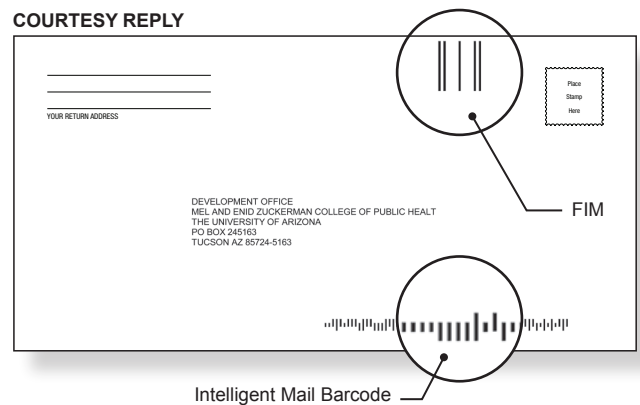 COURTESY REPLY
YOUR RETURN ADDRESS
Place
Stamp
Here
FIM
DEVELOPMENT OFFICE
MEL AND ENID ZUCKERMAN COLLEGE OF PUBLIC HEALT
THE UNIVERSITY OF ARIZONA
PO BOX 245163
TUCSON AZ 85724-5163
Intelligent Mail Barcode